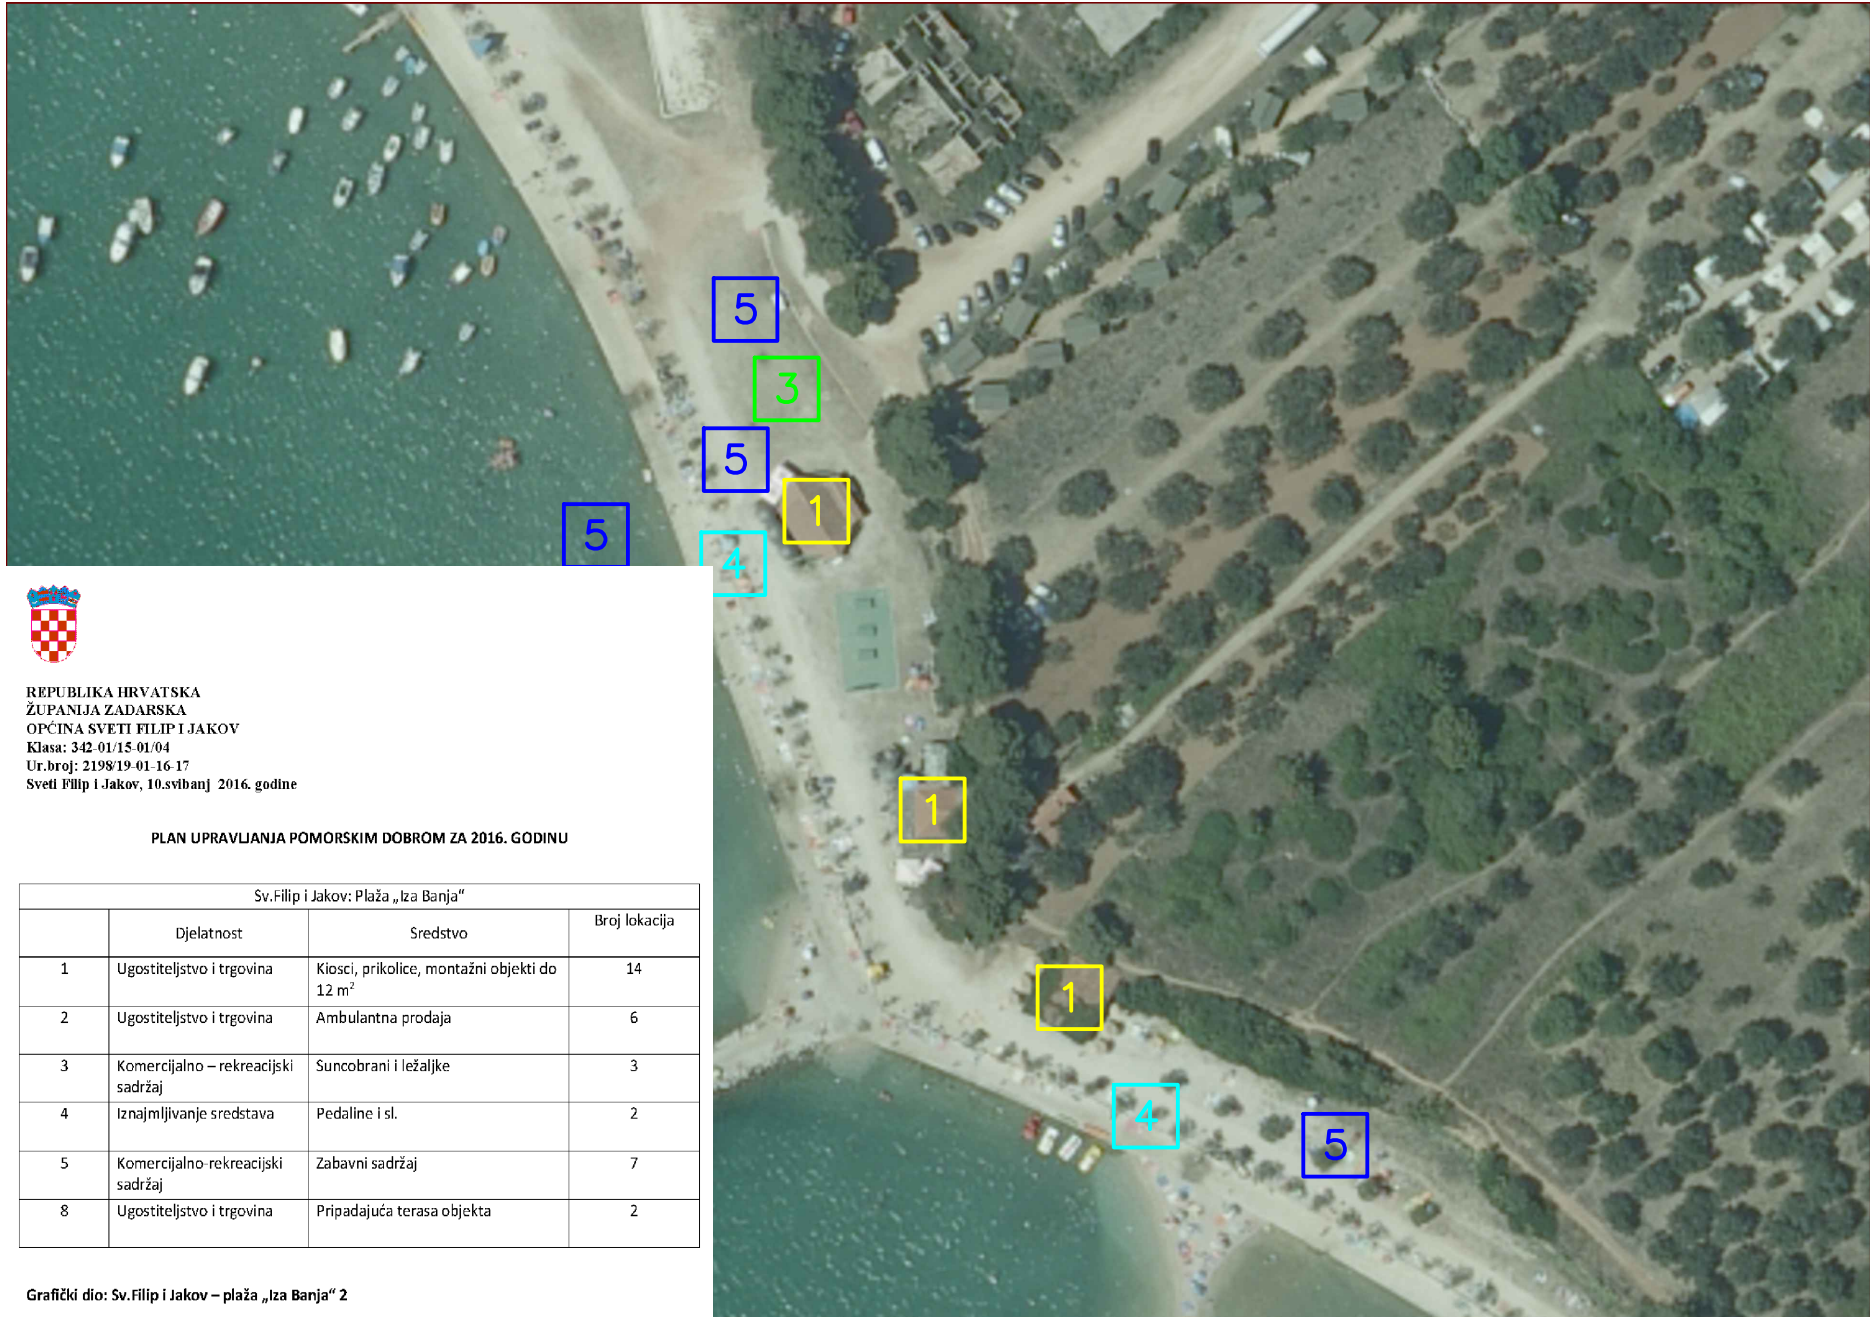 5
3
5
1
5
4
REPUBLIKA HRVATSKA
ŽUPANIJA ZADARSKA
OPĆINA SVETI FILIP I JAKOV
Klasa: 342-01/15-01/04
Ur.broj: 2198/19-01-16-17
Sveti Filip i Jakov, 10.svibanj 2016. godine
PLAN UPRAVLJANJA POMORSKIM DOBROM ZA 2016. GODINU
Sv.Filip i Jakov: Plaža „Iza Banja“
Djelatnost Sredstvo Broj lokacija
1 Ugostiteljstvo i trgovina Kiosci, prikolice, montažni objekti do 14
12 m²
2 Ugostiteljstvo i trgovina Ambulantna prodaja 6
3 Komercijalno – rekreacijski Suncobrani i ležaljke 3
sadržaj
4 Iznajmljivanje sredstava Pedaline i sl. 2
5 Komercijalno-rekreacijski Zabavni sadržaj 7
sadržaj
8 Ugostiteljstvo i trgovina Pripadajuća terasa objekta 2
Grafički dio: Sv.Filip i Jakov – plaža „Iza Banja“ 2
1
1
4
5